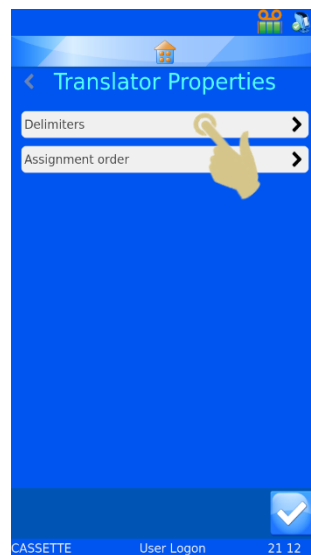 Translator Properties
Delimiters
Assignment order
CASSETTE User Logon 21 12